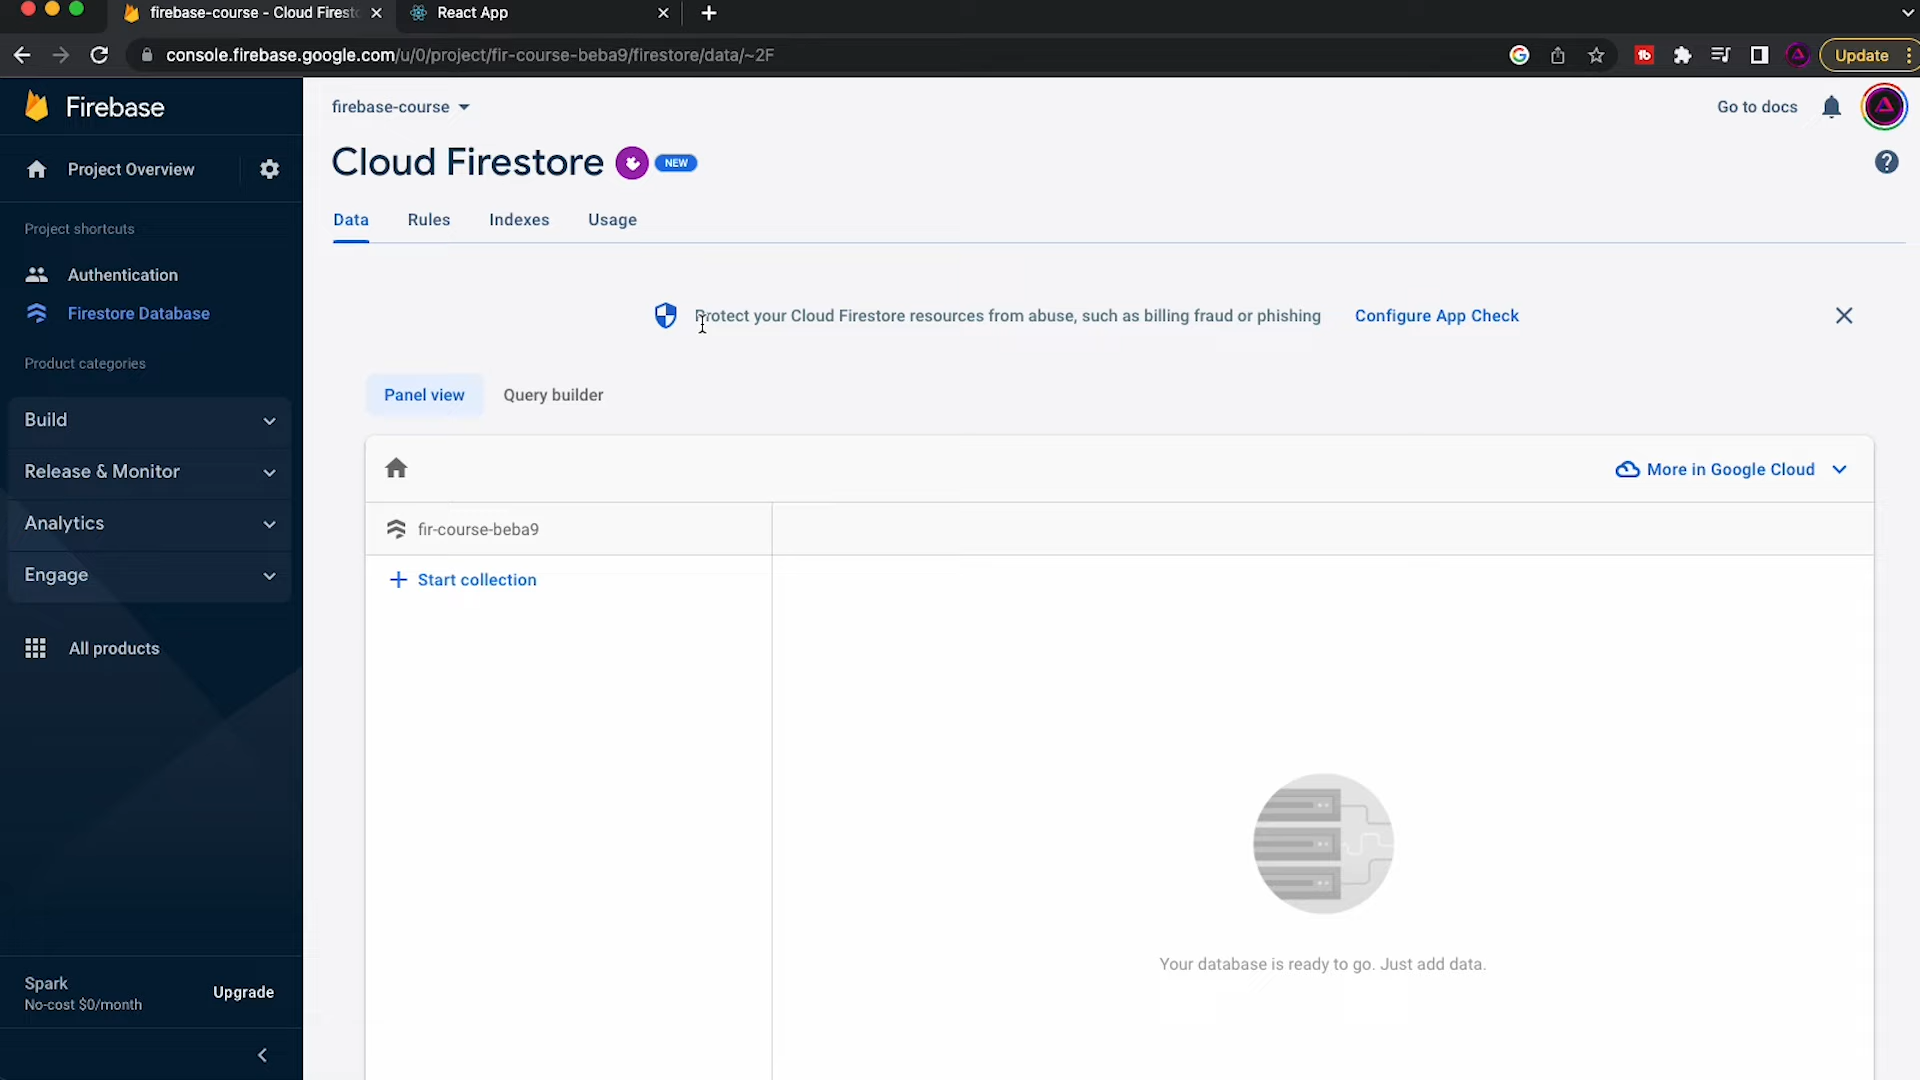 firebase-course - Cloud Firest
React App
console.firebase.google.com/u/0/project/fir-course-beba9/firestore/data/~2F
Update
Firebase
firebase-course
Go to docs
Project Overview
Cloud Firestore
NEW
Project shortcuts
Data
Rules
Indexes
Usage
Authentication
Firestore Database
Protect your Cloud Firestore resources from abuse, such as billing fraud or phishing
Configure App Check
Product categories
Panel view
Query builder
Build
Release & Monitor
More in Google Cloud
Analytics
fir-course-beba9
Engage
Start collection
All products
Your database is ready to go. Just add data.
Spark
No-cost $0/month
Upgrade